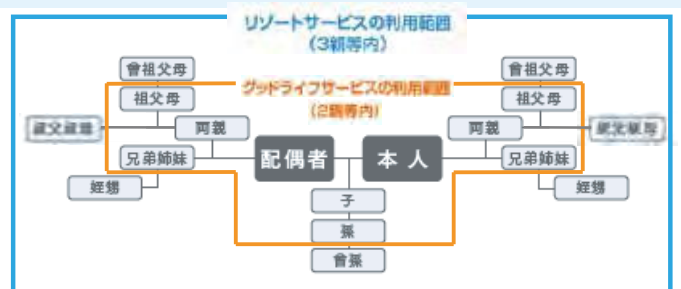 リゾートサービスの利用範囲
(3親等内)
曾祖父母
曾祖父母
グッドライフサービスの利用範囲
(2親等内)
祖父母
祖父母
両親
両親
兄弟姉妹
配偶者
本人
兄弟姉妹
姪甥
姪甥
子
孫
曾孫